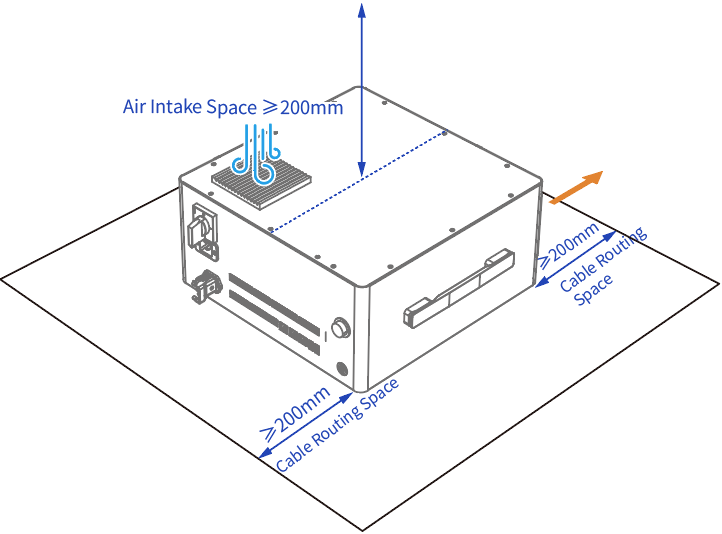 Air Intake Space ≥200mm
≥200mm
Cable Routing
Space
≥200mm
Cable Routing Space